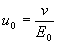 u₀ = v / E₀